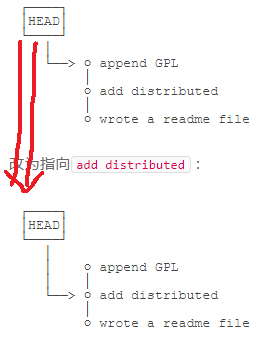 HEAD
append GPL
add distributed
wrote a readme file
改为指向 add distributed :
HEAD
append GPL
add distributed
wrote a readme file